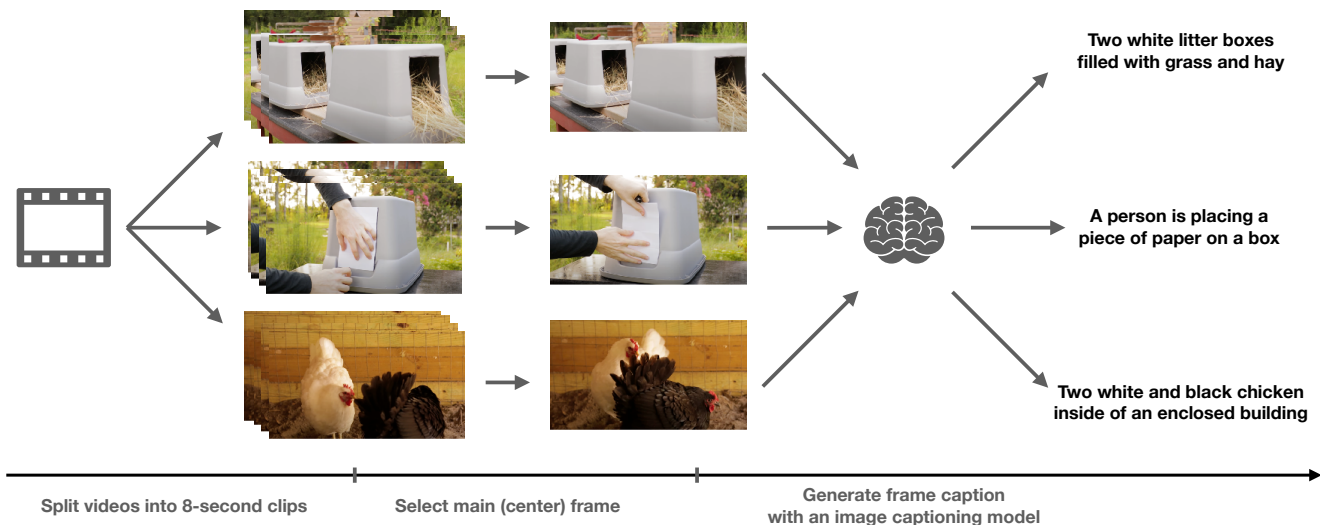 Two white litter boxes
filled with grass and hay
A person is placing a
piece of paper on a box
Two white and black chicken
inside of an enclosed building
Split videos into 8-second clips
Select main (center) frame
Generate frame caption
with an image captioning model